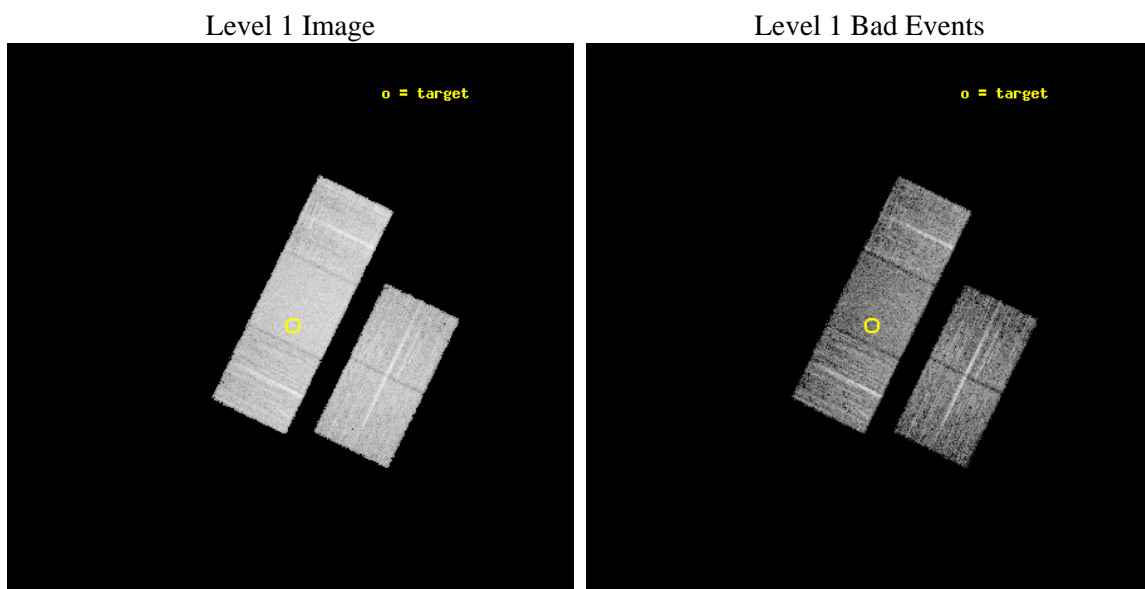 Level 1 Image
Level 1 Bad Events
o = target
o = target